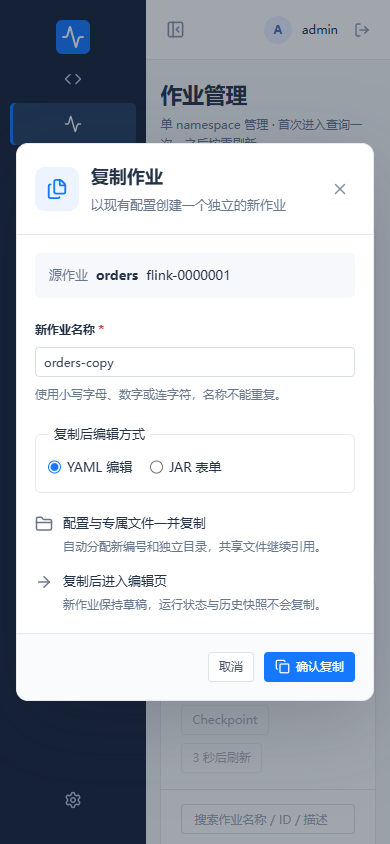 A admin
作业管理
单 namespace 管理 · 首次进入查询一
复制作业
以现有配置创建一个独立的新作业
源作业 orders flink-0000001
新作业名称 *
orders-copy
使用小写字母、数字或连字符，名称不能重复。
复制后编辑方式
YAML 编辑 JAR 表单
配置与专属文件一并复制
自动分配新编号和独立目录，共享文件继续引用。
复制后进入编辑页
新作业保持草稿，运行状态与历史快照不会复制。
取消 确认复制
Checkpoint
3 秒后刷新
搜索作业名称 / ID / 描述